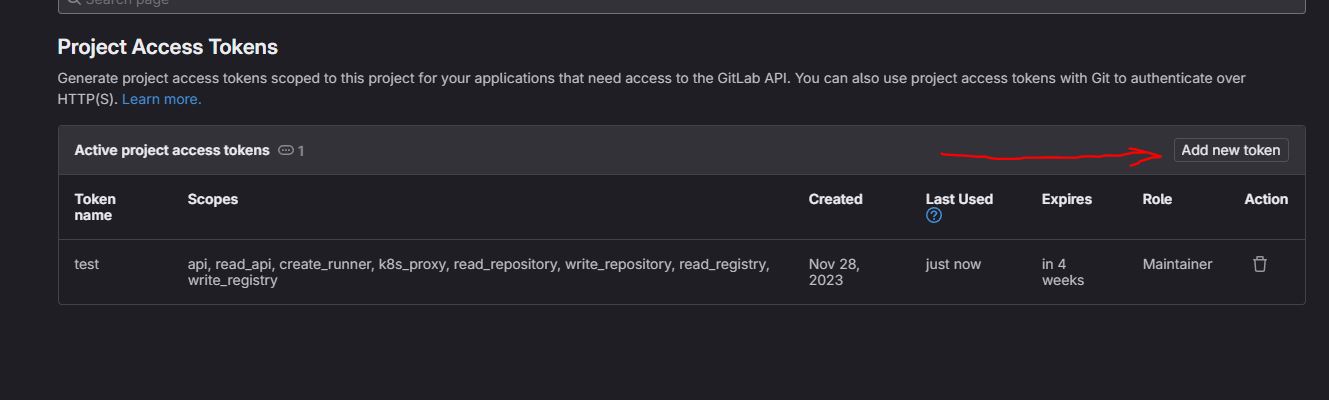 Search page
Project Access Tokens
Generate project access tokens scoped to this project for your applications that need access to the GitLab API. You can also use project access tokens with Git to authenticate over
HTTP(S). Learn more.
Active project access tokens 1
Add new token
Token name
Scopes
Created
Last Used
?
Expires
Role
Action
test
api, read_api, create_runner, k8s_proxy, read_repository, write_repository, read_registry,
write_registry
Nov 28,
2023
just now
in 4
weeks
Maintainer